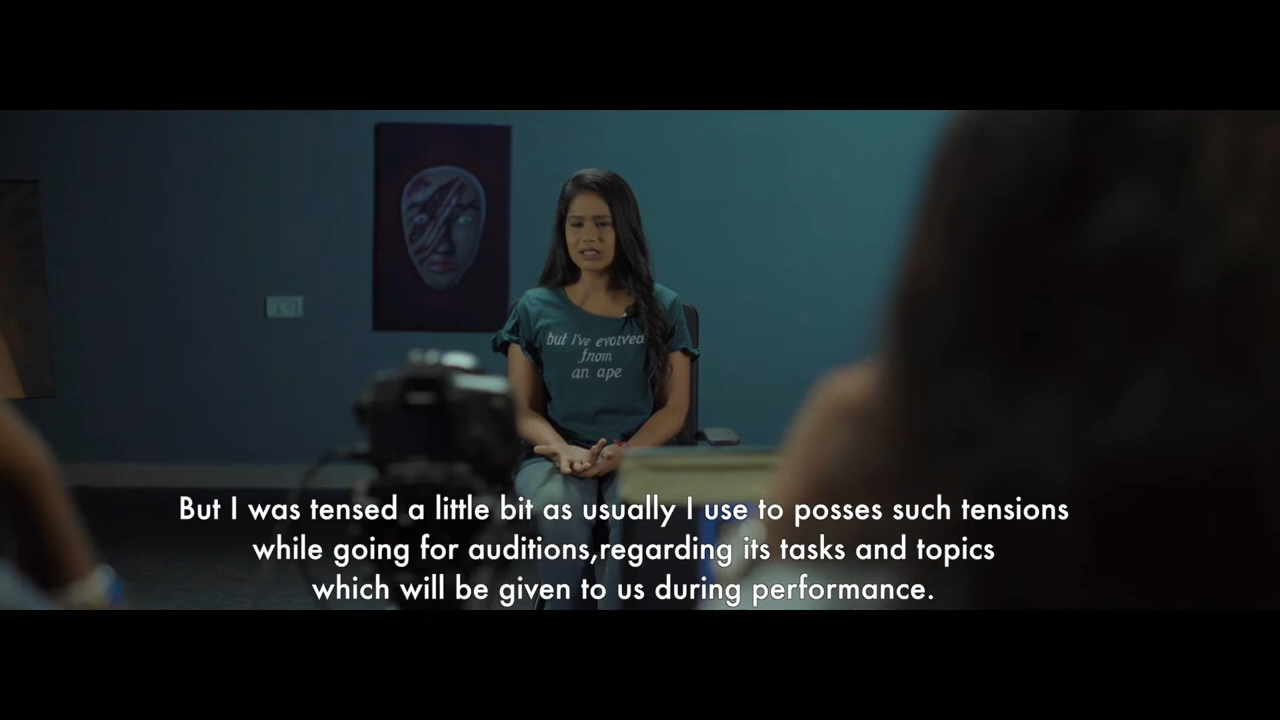 but I've evolved
from
an ape
But I was tensed a little bit as usually I use to posses such tensions
while going for auditions,regarding its tasks and topics
which will be given to us during performance.